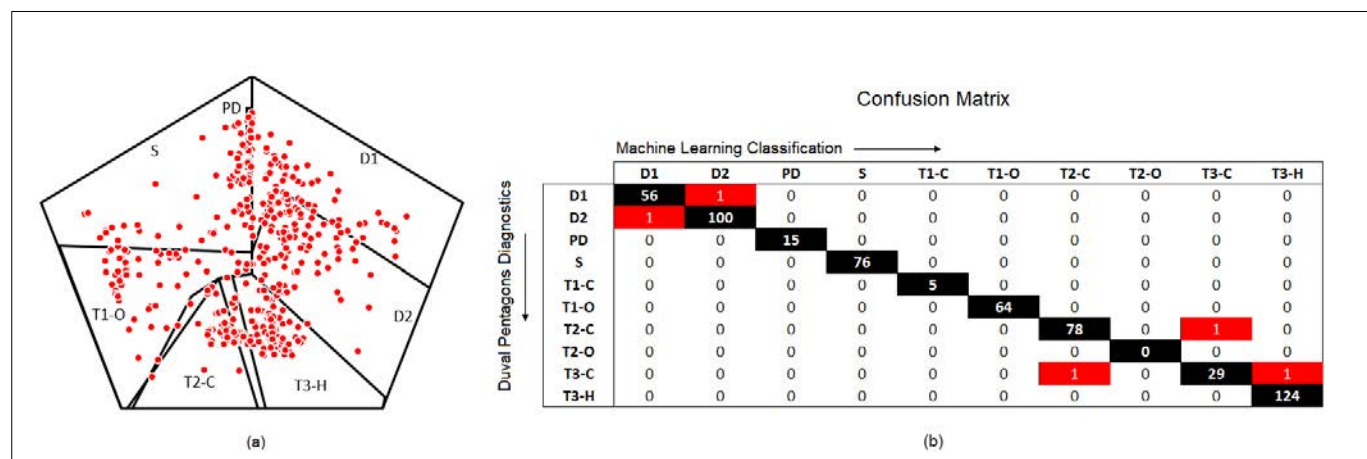 PD
S
D1
T1-O
D2
T2-C
T3-H
(a)
Confusion Matrix
Machine Learning Classification
Duval Pentagons Diagnostics
D1 D2 PD S T1-C T1-O T2-C T2-O T3-C T3-H
D1 56 1 0 0 0 0 0 0 0 0
D2 1 100 0 0 0 0 0 0 0 0
PD 0 0 15 0 0 0 0 0 0 0
S 0 0 0 76 0 0 0 0 0 0
T1-C 0 0 0 0 5 0 0 0 0 0
T1-O 0 0 0 0 0 64 0 0 0 0
T2-C 0 0 0 0 0 0 78 0 1 0
T2-O 0 0 0 0 0 0 0 0 0 0
T3-C 0 0 0 0 0 0 1 0 29 1
T3-H 0 0 0 0 0 0 0 0 0 124
(b)